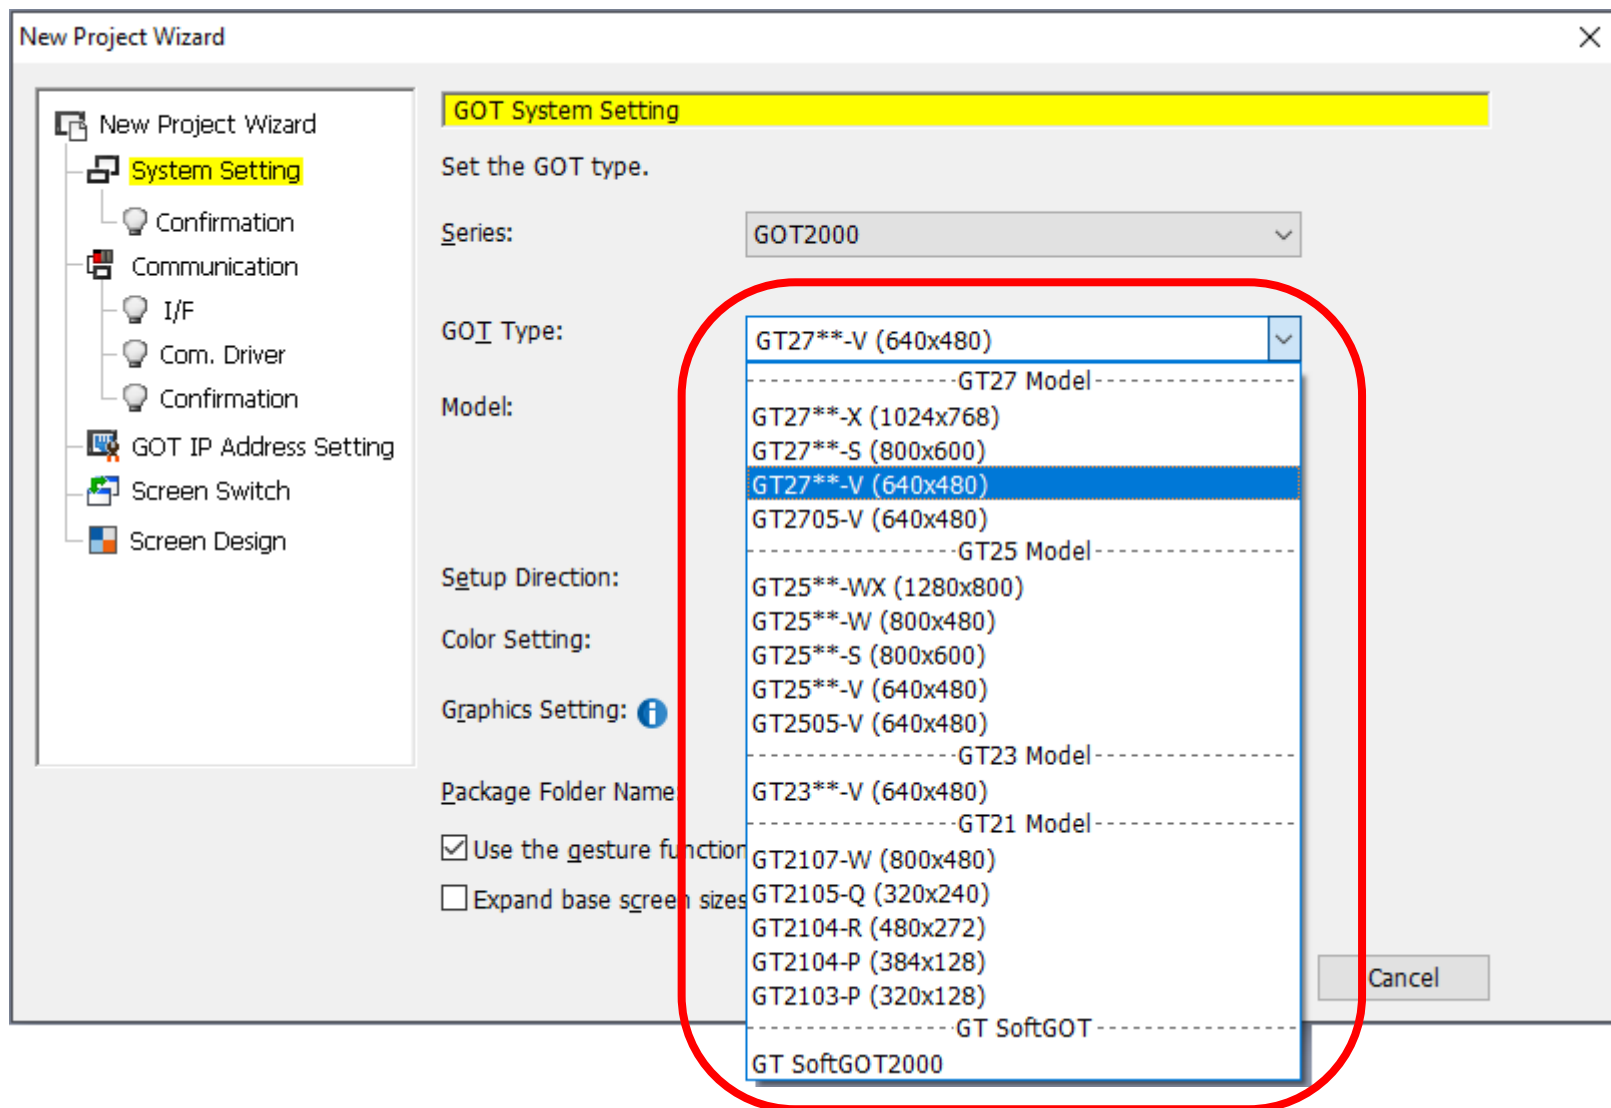 New Project Wizard
New Project Wizard
System Setting
Confirmation
Communication
I/F
Com. Driver
Confirmation
GOT IP Address Setting
Screen Switch
Screen Design
GOT System Setting
Set the GOT type.
Series:
GOT2000
GOT Type:
GT27**-V (640x480)
Model:
Setup Direction:
Color Setting:
Graphics Setting:
Package Folder Name:
Use the gesture function
Expand base screen sizes
------------------GT27 Model------------------
GT27**-X (1024x768)
GT27**-S (800x600)
GT27**-V (640x480)
GT2705-V (640x480)
------------------GT25 Model------------------
GT25**-WX (1280x800)
GT25**-W (800x480)
GT25**-S (800x600)
GT25**-V (640x480)
GT2505-V (640x480)
------------------GT23 Model------------------
GT23**-V (640x480)
------------------GT21 Model------------------
GT2107-W (800x480)
GT2105-Q (320x240)
GT2104-R (480x272)
GT2104-P (384x128)
GT2103-P (320x128)
------------------GT SoftGOT------------------
GT SoftGOT2000
Cancel